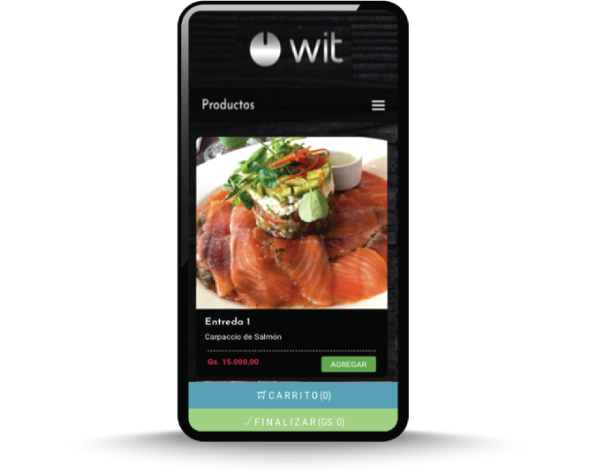 wit
Productos
Entreda 1
Carpaccio de Salmón
Gs. 15.000,00
AGREGAR
CARRITO (0)
✓ FINALIZAR (GS. 0)